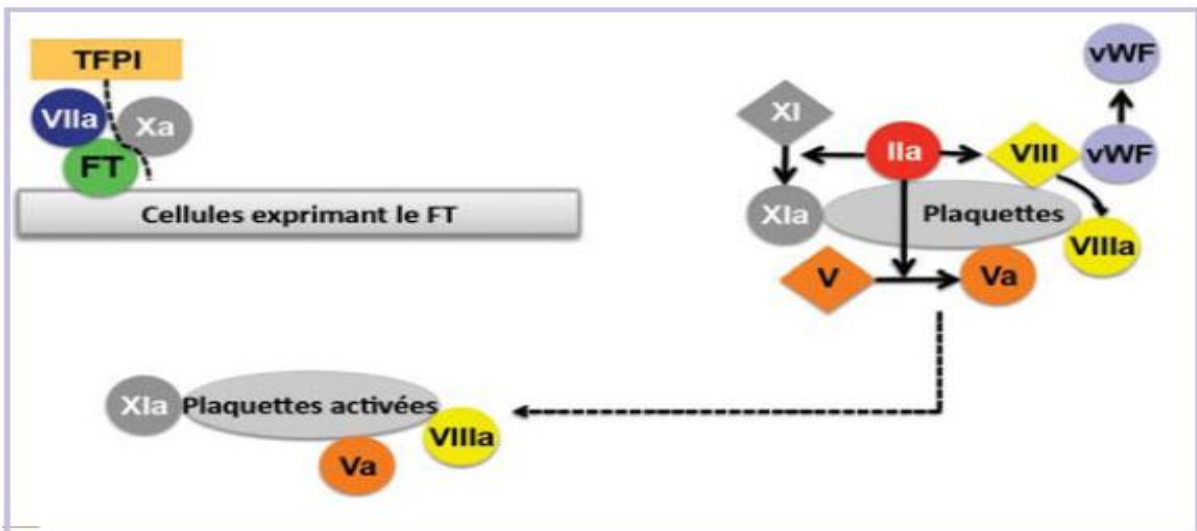 TFPI
VIIa
Xa
FT
Cellules exprimant le FT
vWF
XI
IIa
VIII
vWF
XIa
Plaquettes
VIIIa
V
Va
XIa
Plaquettes activées
VIIIa
Va